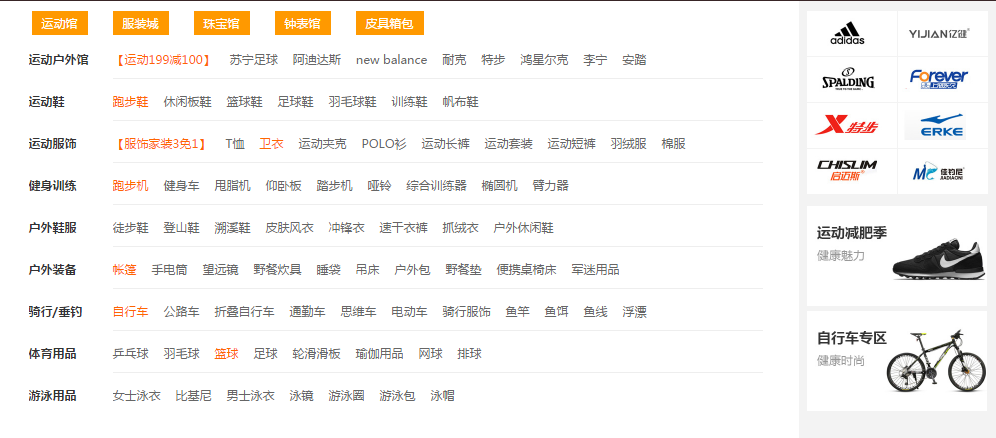 运动馆 服装城 珠宝馆 钟表馆 皮具箱包
运动户外馆 【运动199减100】 苏宁足球 阿迪达斯 new balance 耐克 特步 鸿星尔克 李宁 安踏
运动鞋 跑步鞋 休闲板鞋 篮球鞋 足球鞋 羽毛球鞋 训练鞋 帆布鞋
运动服饰 【服饰家装3免1】 T恤 卫衣 运动夹克 POLO衫 运动长裤 运动套装 运动短裤 羽绒服 棉服
健身训练 跑步机 健身车 甩脂机 仰卧板 踏步机 哑铃 综合训练器 椭圆机 臂力器
户外鞋服 徒步鞋 登山鞋 溯溪鞋 皮肤风衣 冲锋衣 速干衣裤 抓绒衣 户外休闲鞋
户外装备 帐篷 手电筒 望远镜 野餐炊具 睡袋 吊床 户外包 野餐垫 便携桌椅床 军迷用品
骑行/垂钓 自行车 公路车 折叠自行车 通勤车 思维车 电动车 骑行服饰 鱼竿 鱼饵 鱼线 浮漂
体育用品 乒乓球 羽毛球 篮球 足球 轮滑滑板 瑜伽用品 网球 排球
游泳用品 女士泳衣 比基尼 男士泳衣 泳镜 游泳圈 游泳包 泳帽
adidas YIJIAN亿健
SPALDING Forever
特步 ERKE
CHISLIM 佳钓尼
启迈斯 JIADIAONI
运动减肥季
健康魅力
自行车专区
健康时尚